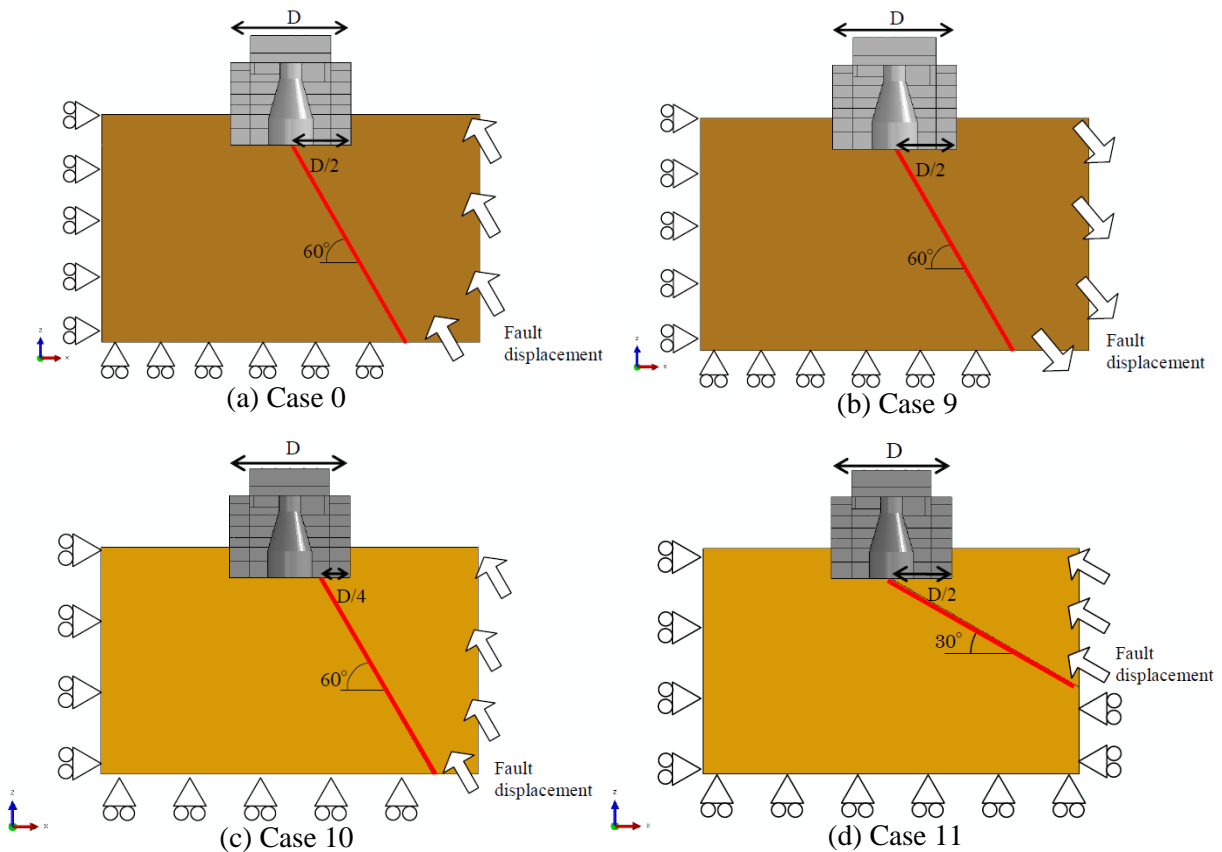 D
D/2
60°
Fault
displacement
z
x
(a) Case 0
D
D/2
60°
Fault
displacement
z
x
(b) Case 9
D
D/4
60°
Fault
displacement
z
x
(c) Case 10
D
D/2
30°
Fault
displacement
z
x
(d) Case 11